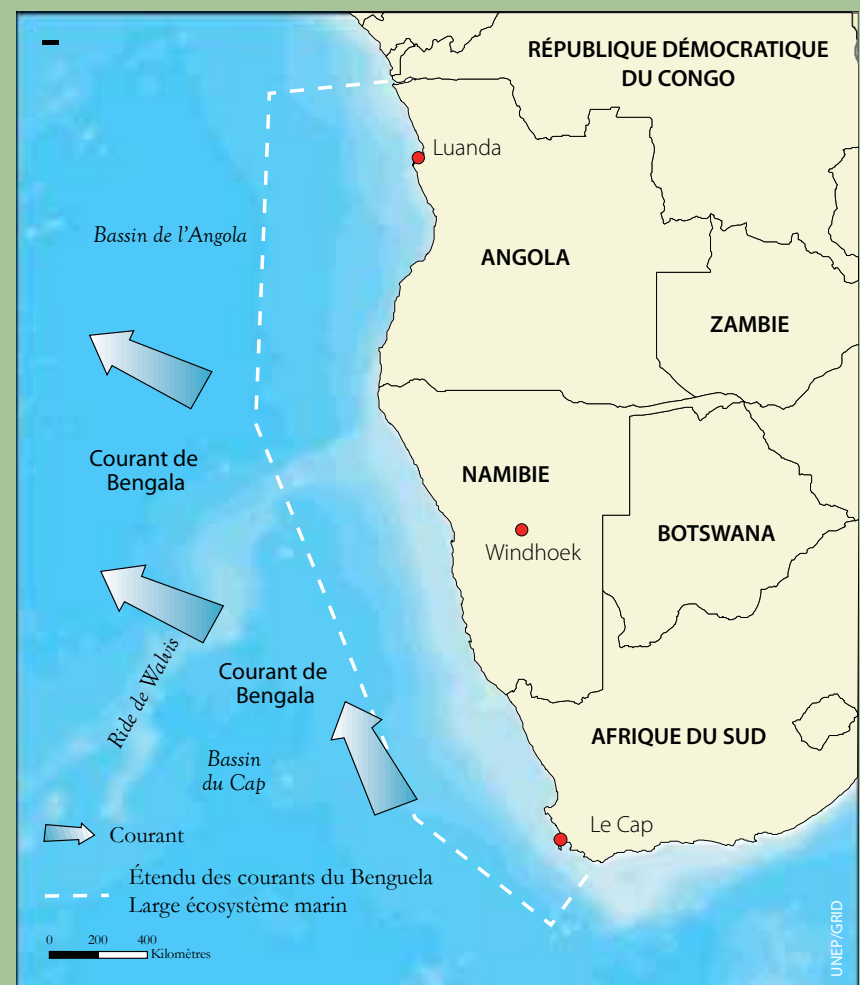 RÉPUBLIQUE DÉMOCRATIQUE
DU CONGO
Luanda
Bassin de l'Angola
ANGOLA
ZAMBIE
Courant de
Bengala
NAMIBIE
BOTSWANA
Windhoek
Ride de Walvis
Courant de
Bengala
AFRIQUE DU SUD
Bassin
du Cap
Le Cap
Courant
Étendu des courants du Benguela
Large écosystème marin
0 200 400
Kilomètres
UNEP/GRID